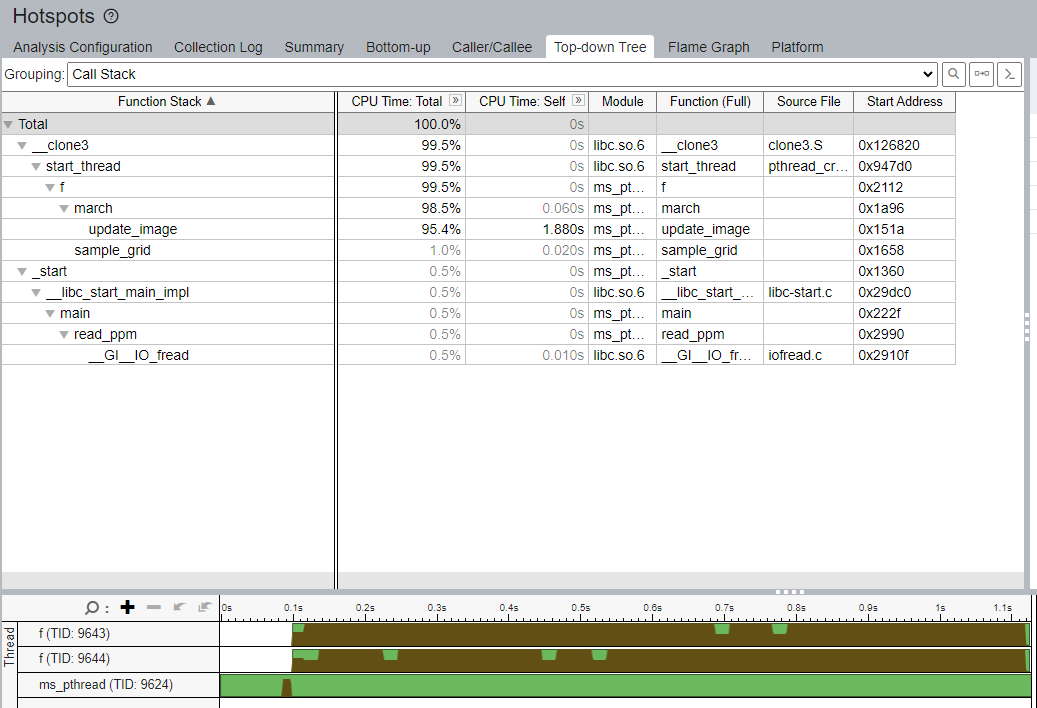 Hotspots ?
Analysis Configuration Collection Log Summary Bottom-up Caller/Callee Top-down Tree Flame Graph Platform
Grouping: Call Stack
Function Stack ▲ CPU Time: Total » CPU Time: Self » Module Function (Full) Source File Start Address
Total 100.0% 0s
__clone3 99.5% 0s libc.so.6 __clone3 clone3.S 0x126820
start_thread 99.5% 0s libc.so.6 start_thread pthread_cr... 0x947d0
f 99.5% 0s ms_pt... f 0x2112
march 98.5% 0.060s ms_pt... march 0x1a96
update_image 95.4% 1.880s ms_pt... update_image 0x151a
sample_grid 1.0% 0.020s ms_pt... sample_grid 0x1658
_start 0.5% 0s ms_pt... _start 0x1360
__libc_start_main_impl 0.5% 0s libc.so.6 __libc_start_... libc-start.c 0x29dc0
main 0.5% 0s ms_pt... main 0x222f
read_ppm 0.5% 0s ms_pt... read_ppm 0x2990
__GI__IO_fread 0.5% 0.010s libc.so.6 __GI__IO_fr... iofread.c 0x2910f
0s 0.1s 0.2s 0.3s 0.4s 0.5s 0.6s 0.7s 0.8s 0.9s 1s 1.1s
Thread
f (TID: 9643)
f (TID: 9644)
ms_pthread (TID: 9624)